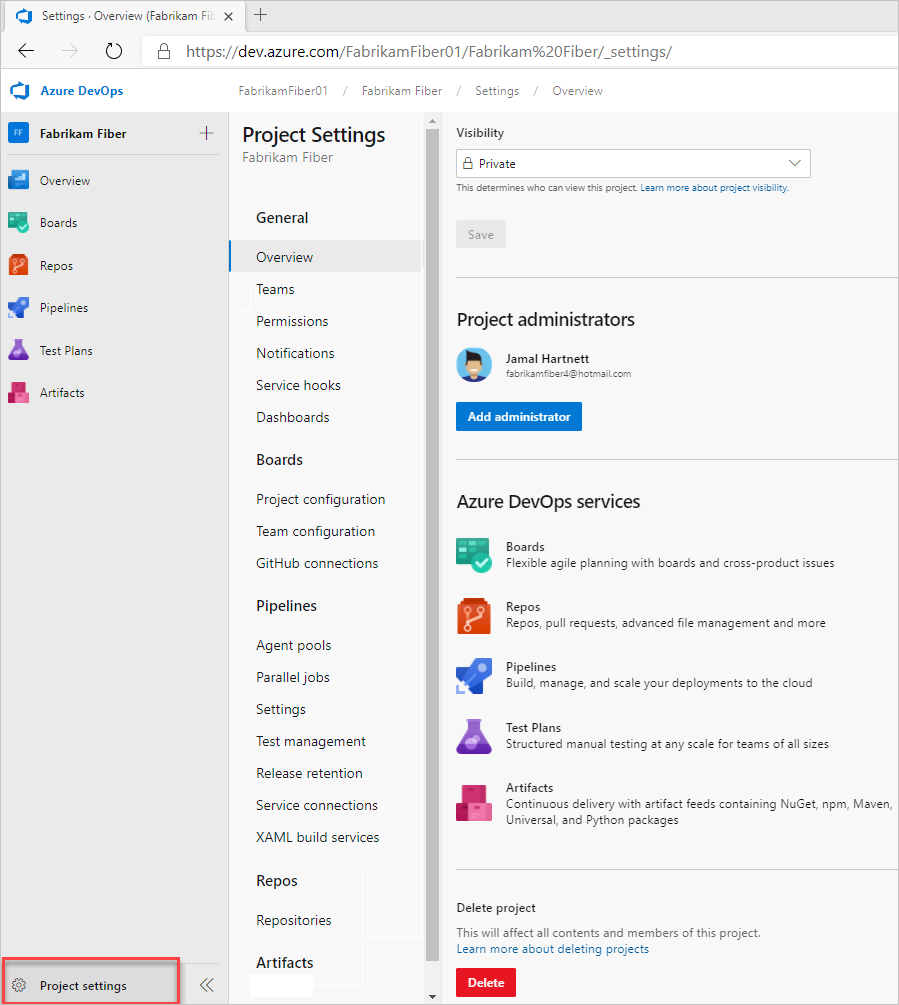 Settings · Overview (Fabrikam Fib
https://dev.azure.com/FabrikamFiber01/Fabrikam%20Fiber/_settings/
Azure DevOps
FabrikamFiber01 / Fabrikam Fiber / Settings / Overview
FF Fabrikam Fiber
Overview
Boards
Repos
Pipelines
Test Plans
Artifacts
Project settings
Project Settings
Fabrikam Fiber
General
Overview
Teams
Permissions
Notifications
Service hooks
Dashboards
Boards
Project configuration
Team configuration
GitHub connections
Pipelines
Agent pools
Parallel jobs
Settings
Test management
Release retention
Service connections
XAML build services
Repos
Repositories
Artifacts
Visibility
Private
This determines who can view this project. Learn more about project visibility.
Save
Project administrators
Jamal Hartnett
fabrikamfiber4@hotmail.com
Add administrator
Azure DevOps services
Boards
Flexible agile planning with boards and cross-product issues
Repos
Repos, pull requests, advanced file management and more
Pipelines
Build, manage, and scale your deployments to the cloud
Test Plans
Structured manual testing at any scale for teams of all sizes
Artifacts
Continuous delivery with artifact feeds containing NuGet, npm, Maven,
Universal, and Python packages
Delete project
This will affect all contents and members of this project.
Learn more about deleting projects
Delete